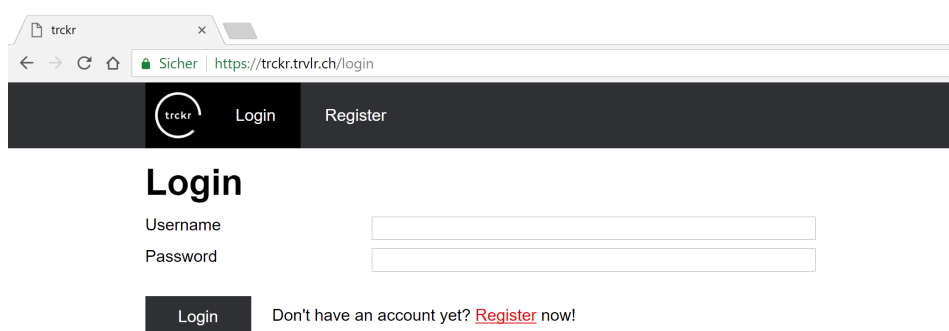 trckr
Sicher https://trckr.trvlr.ch/login
trckr Login Register
Login
Username
Password
Login Don't have an account yet? Register now!